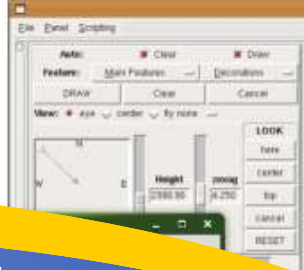 File Panel Scripting
Auto: Clear Draw
Feature: Main Features Decorations
DRAW Clear Cancel
View: eye center fly none
N
W E
Height
2500.00
zmag
4.250
LOOK
here
center
top
cancel
RESET